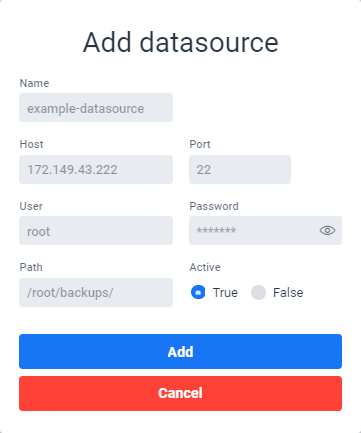 Add datasource
Name
example-datasource
Host
Port
172.149.43.222
22
User
Password
root
*******
Path
Active
/root/backups/
True
False
Add
Cancel